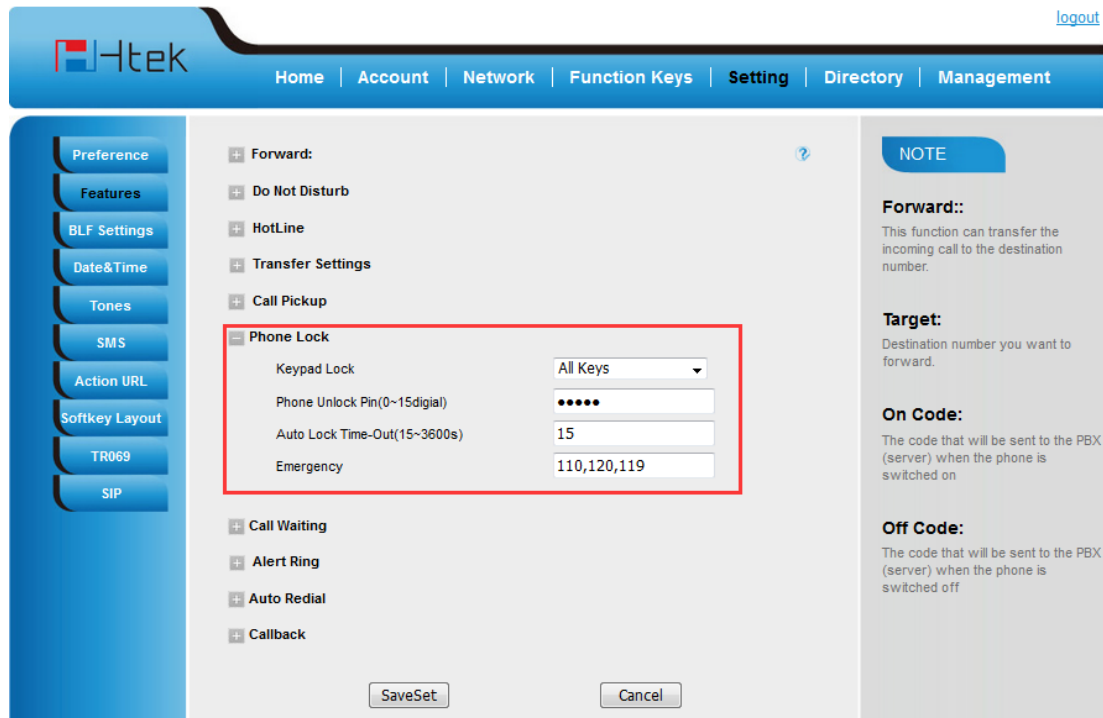 logout
Htek
Home | Account | Network | Function Keys | Setting | Directory | Management
Preference
Features
BLF Settings
Date&Time
Tones
SMS
Action URL
Softkey Layout
TR069
SIP
Forward:
Do Not Disturb
HotLine
Transfer Settings
Call Pickup
Phone Lock
Keypad Lock All Keys
Phone Unlock Pin(0~15digial) •••••
Auto Lock Time-Out(15~3600s) 15
Emergency 110,120,119
Call Waiting
Alert Ring
Auto Redial
Callback
SaveSet Cancel
NOTE
Forward::
This function can transfer the
incoming call to the destination
number.
Target:
Destination number you want to
forward.
On Code:
The code that will be sent to the PBX
(server) when the phone is
switched on
Off Code:
The code that will be sent to the PBX
(server) when the phone is
switched off